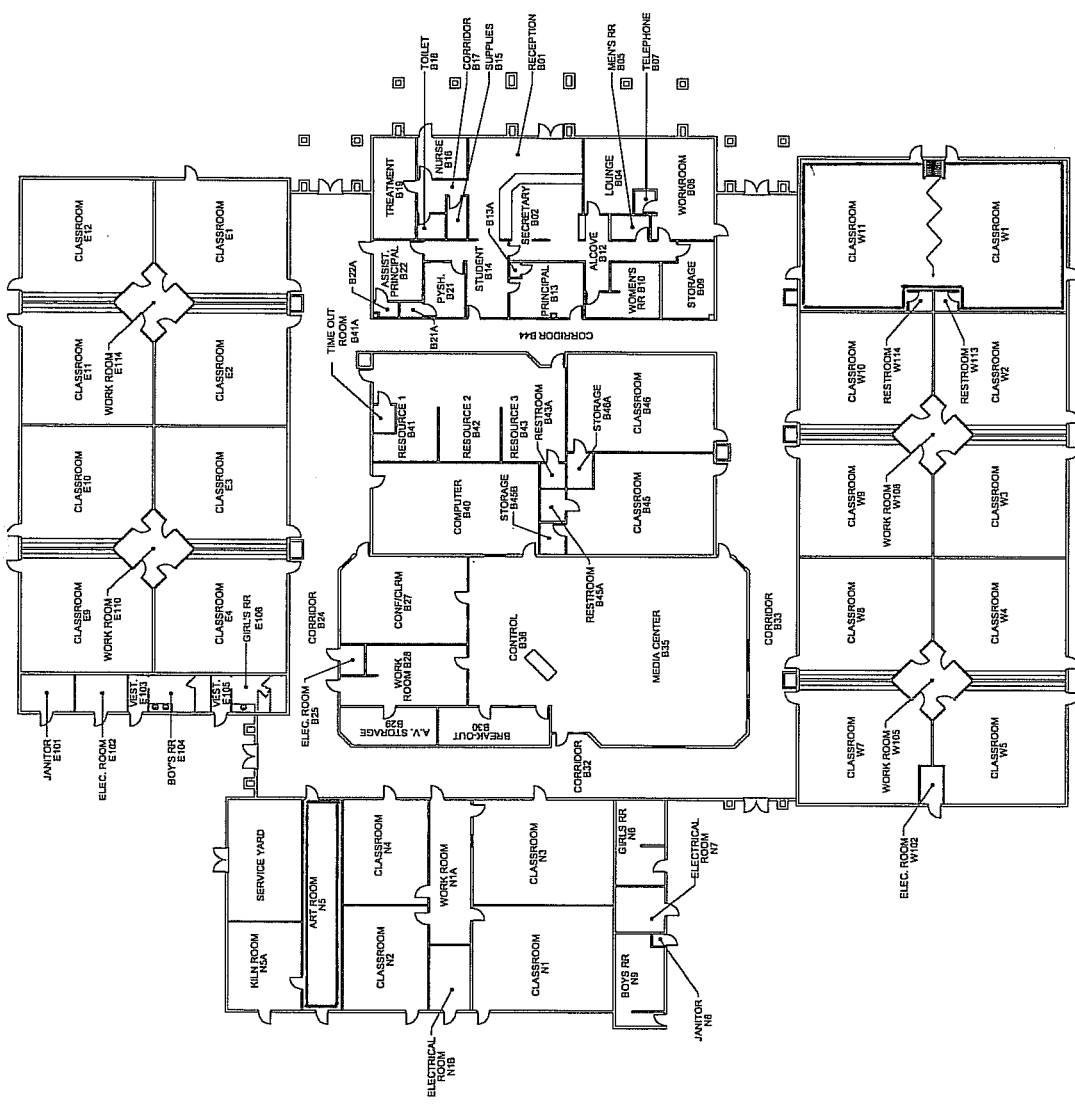 TOILET
B18
CORRIDOR
B17
SUPPLIES
B15
RECEPTION
B01
MEN'S RR
B05
TELEPHONE
B07
CLASSROOM
E12
CLASSROOM
E1
WORK ROOM
E114
CLASSROOM
E11
CLASSROOM
E2
CLASSROOM
E10
CLASSROOM
E3
WORK ROOM
E110
CLASSROOM
E9
CLASSROOM
E4
GIRL'S RR
E106
VEST.
E103
VEST.
E105
JANITOR
E101
ELEC. ROOM
E102
BOY'S RR
E104
TREATMENT
B19
NURSE
B16
SECRETARY
B02
LOUNGE
B04
WORKROOM
B08
B22A
ASSIST.
PRINCIPAL
B22
PYSH.
B21
B21A
STUDENT
B14
B13A
PRINCIPAL
B13
ALCOVE
B12
WOMEN'S
RR B10
STORAGE
B09
CORRIDOR B44
TIME OUT
ROOM
B41A
RESOURCE 1
B41
RESOURCE 2
B42
RESOURCE 3
B43
RESTROOM
B43A
STORAGE
B46A
CLASSROOM
B46
COMPUTER
B40
STORAGE
B45B
CLASSROOM
B45
RESTROOM
B45A
CORRIDOR
B24
CONF/CLRM
B27
ELEC. ROOM
B25
WORK
ROOM B28
A.V. STORAGE
B29
BREAK-OUT
B30
CONTROL
B36
MEDIA CENTER
B35
CORRIDOR
B32
CORRIDOR
B33
CLASSROOM
W11
CLASSROOM
W1
CLASSROOM
W10
RESTROOM
W114
RESTROOM
W113
CLASSROOM
W2
CLASSROOM
W9
WORK ROOM
W108
CLASSROOM
W3
CLASSROOM
W8
CLASSROOM
W4
CLASSROOM
W7
WORK ROOM
W105
CLASSROOM
W5
ELEC. ROOM
W102
SERVICE YARD
KILN ROOM
N5A
ART ROOM
N5
CLASSROOM
N4
CLASSROOM
N2
WORK ROOM
N1A
ELECTRICAL
ROOM
N1B
CLASSROOM
N3
CLASSROOM
N1
GIRLS RR
N6
ELECTRICAL
ROOM
N7
BOYS RR
N9
JANITOR
N8